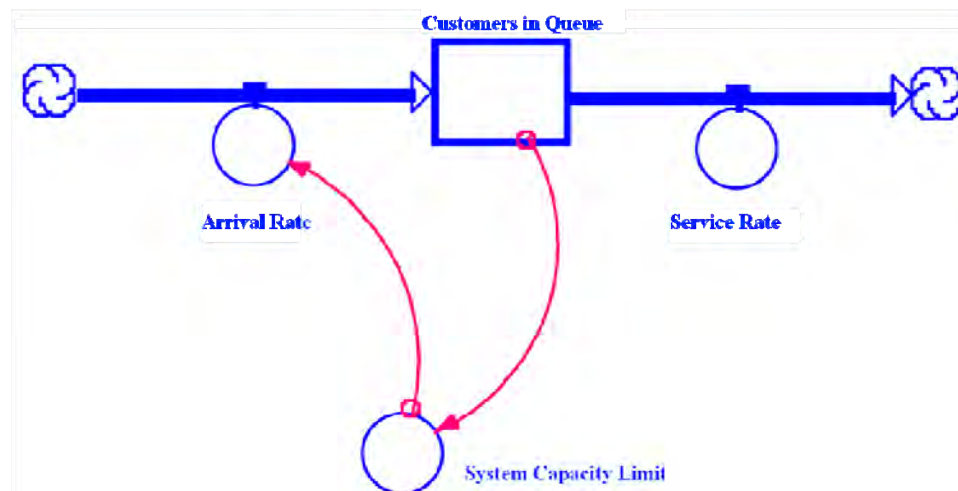 Customers in Queue
Arrival Rate
Service Rate
System Capacity Limit